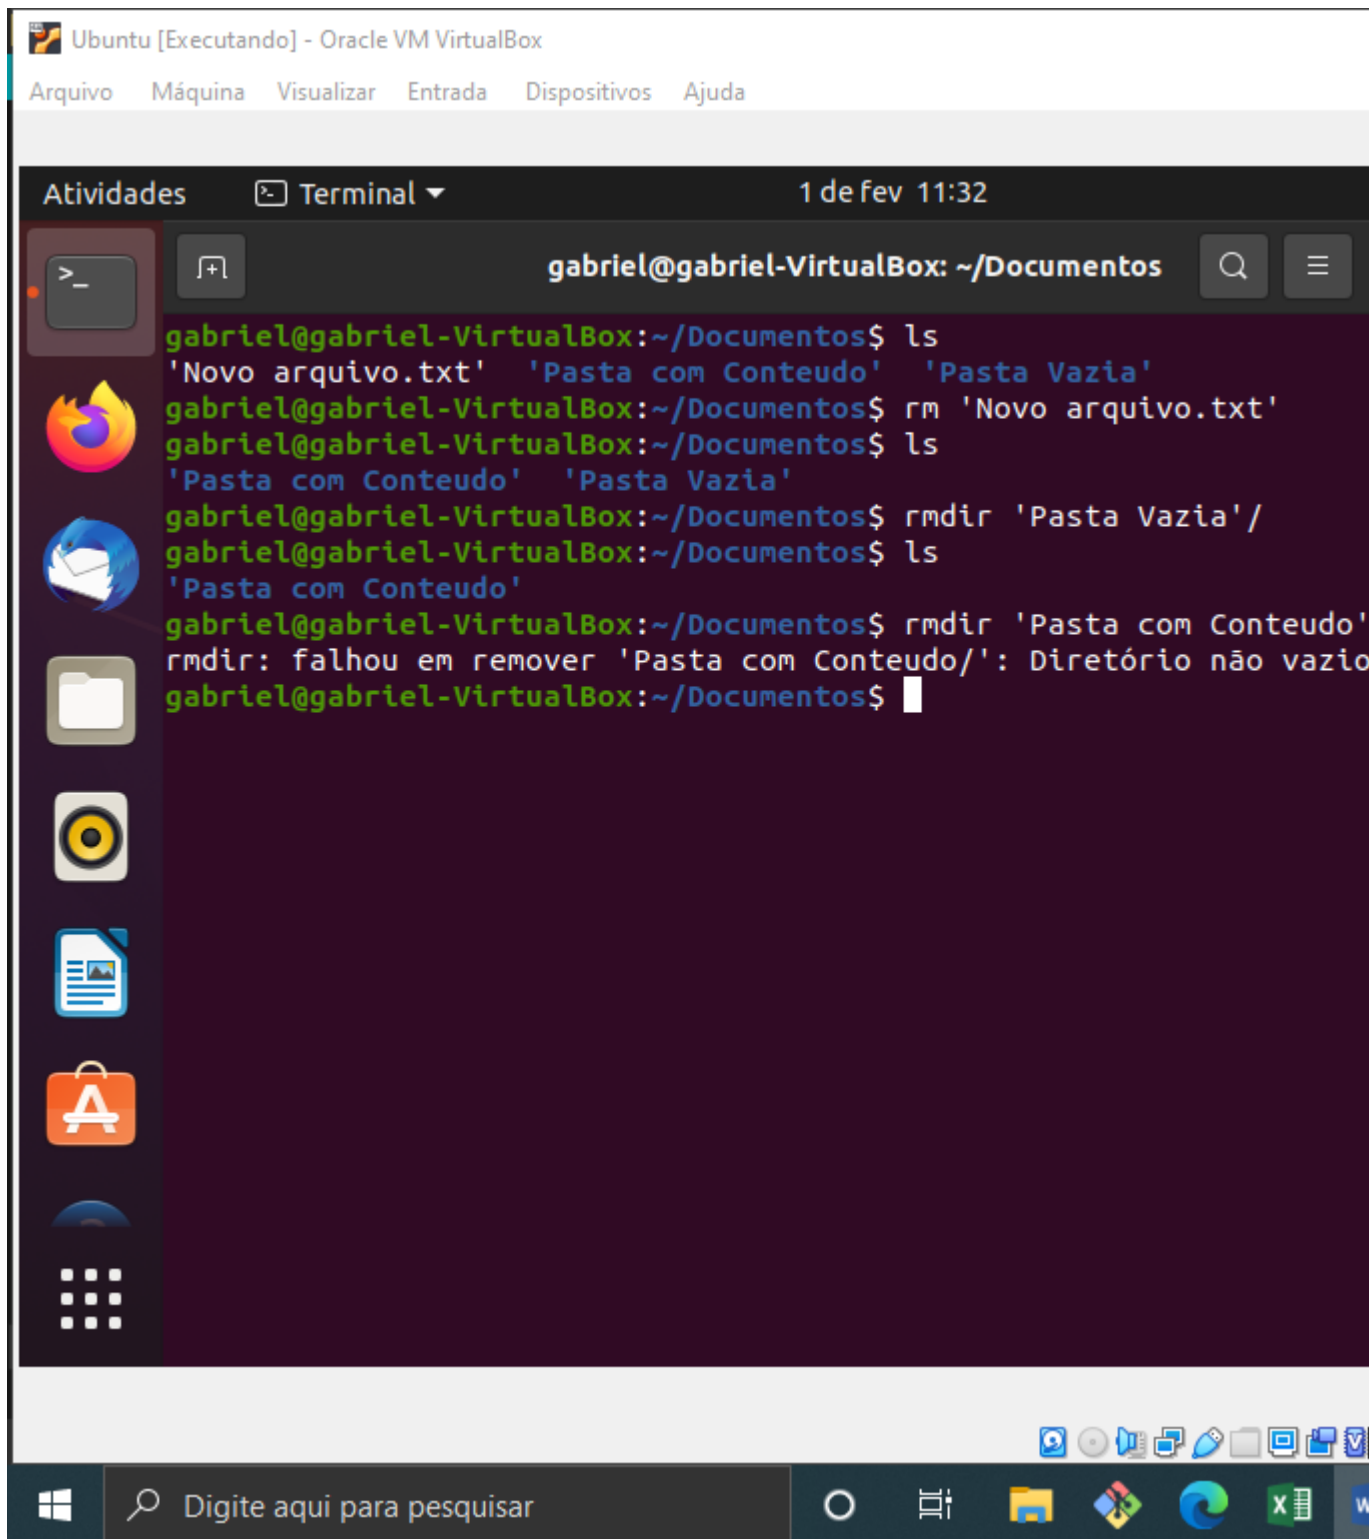 Ubuntu [Executando] - Oracle VM VirtualBox
Arquivo Máquina Visualizar Entrada Dispositivos Ajuda
Atividades Terminal 1 de fev 11:32
gabriel@gabriel-VirtualBox: ~/Documentos
gabriel@gabriel-VirtualBox:~/Documentos$ ls
'Novo arquivo.txt' 'Pasta com Conteudo' 'Pasta Vazia'
gabriel@gabriel-VirtualBox:~/Documentos$ rm 'Novo arquivo.txt'
gabriel@gabriel-VirtualBox:~/Documentos$ ls
'Pasta com Conteudo' 'Pasta Vazia'
gabriel@gabriel-VirtualBox:~/Documentos$ rmdir 'Pasta Vazia'/
gabriel@gabriel-VirtualBox:~/Documentos$ ls
'Pasta com Conteudo'
gabriel@gabriel-VirtualBox:~/Documentos$ rmdir 'Pasta com Conteudo'
rmdir: falhou em remover 'Pasta com Conteudo/': Diretório não vazio
gabriel@gabriel-VirtualBox:~/Documentos$
Digite aqui para pesquisar